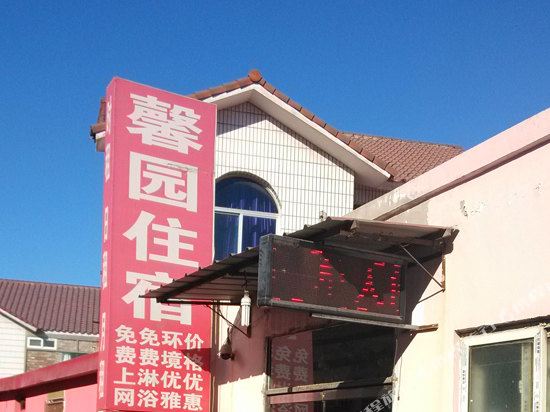 馨园住宿
免费上网
免费淋浴
环境优雅
价格优惠
免费